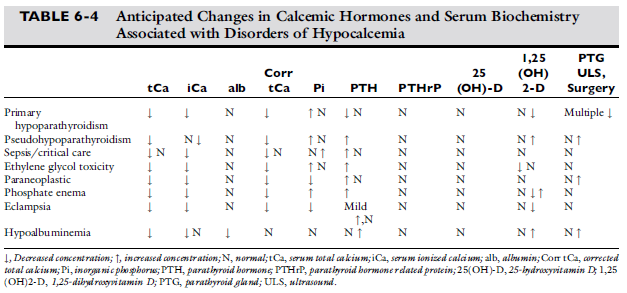 TABLE 6-4 Anticipated Changes in Calcemic Hormones and Serum Biochemistry
Associated with Disorders of Hypocalcemia
tCa iCa alb Corr tCa Pi PTH PTHrP 25 (OH)-D 1,25 (OH) 2-D PTG ULS, Surgery
Primary hypoparathyroidism ↓ ↓ N ↓ ↑ N ↓ N N N N ↓ Multiple ↓
Pseudohypoparathyroidism ↓ N ↓ N ↓ ↑ N ↑ N N N ↑ N ↑
Sepsis/critical care ↓ N ↓ N ↓ N N ↑ ↑ N N N N N
Ethylene glycol toxicity ↓ ↓ N ↓ ↑ N ↑ N ↓ N N
Paraneoplastic ↓ ↓ N ↓ ↓ ↑ N N N N N ↑
Phosphate enema ↓ ↓ N ↓ ↑ ↑ N N N ↓ ↑ N
Eclampsia ↓ ↓ N ↓ ↓ Mild ↑,N N N N ↓ N
Hypoalbuminemia ↓ ↓ N ↓ N N N ↑ N N N ↑ N ↑
↓, Decreased concentration; ↑, increased concentration; N, normal; tCa, serum total calcium; iCa, serum ionized calcium; alb, albumin; Corr tCa, corrected
total calcium; Pi, inorganic phosphorus; PTH, parathyroid hormone; PTHrP, parathyroid hormone related protein; 25(OH)-D, 25-hydroxyvitamin D; 1,25
(OH)2-D, 1,25-dihydroxyvitamin D; PTG, parathyroid gland; ULS, ultrasound.